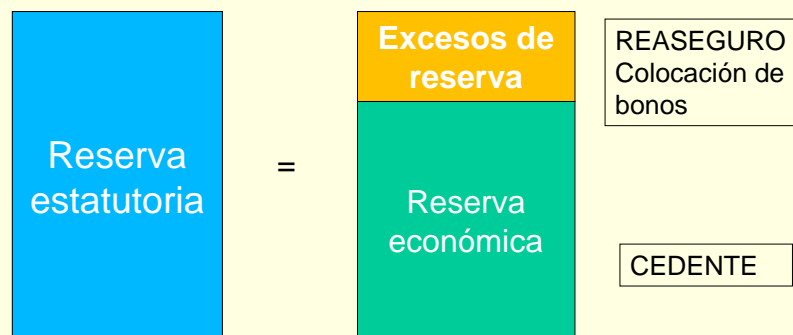 Reserva
estatutoria
=
Excesos de
reserva
Reserva
económica
REASEGURO
Colocación de
bonos
CEDENTE